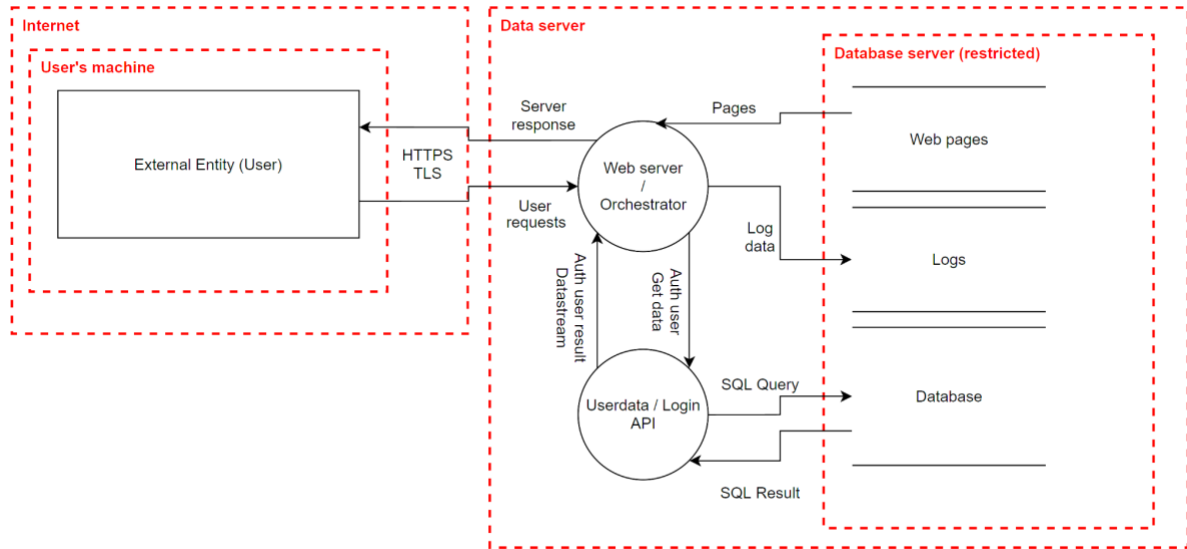 Internet
User's machine
External Entity (User)
Server
response
HTTPS
TLS
User
requests
Data server
Web server
/
Orchestrator
Pages
Log
data
Auth user result
Datastream
Auth user
Get data
Userdata / Login
API
SQL Query
SQL Result
Database server (restricted)
Web pages
Logs
Database